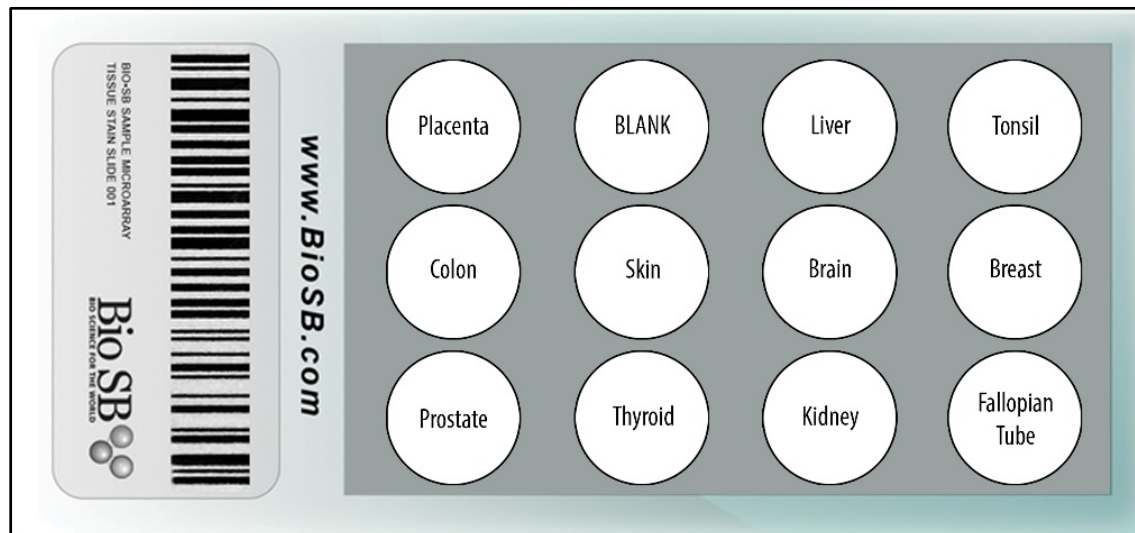 BIO-SB SAMPLE MICROARRAY
TISSUE STAIN SLIDE 001
Bio SB
BIO SCIENCE FOR THE WORLD
www.BioSB.com
Placenta
BLANK
Liver
Tonsil
Colon
Skin
Brain
Breast
Prostate
Thyroid
Kidney
Fallopian
Tube